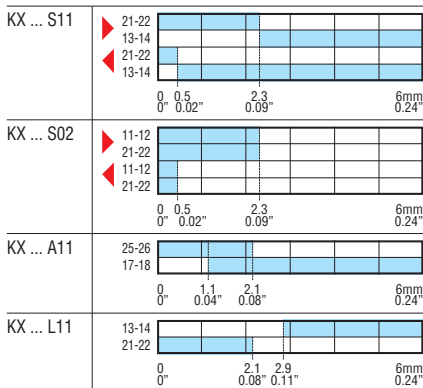 KX ... S11
21-22
13-14
21-22
13-14
0 0.5 2.3 6mm
0" 0.02" 0.09" 0.24"
KX ... S02
11-12
21-22
11-12
21-22
0 0.5 2.3 6mm
0" 0.02" 0.09" 0.24"
KX ... A11
25-26
17-18
0 1.1 2.1 6mm
0" 0.04" 0.08" 0.24"
KX ... L11
13-14
21-22
0 2.1 2.9 6mm
0" 0.08" 0.11" 0.24"